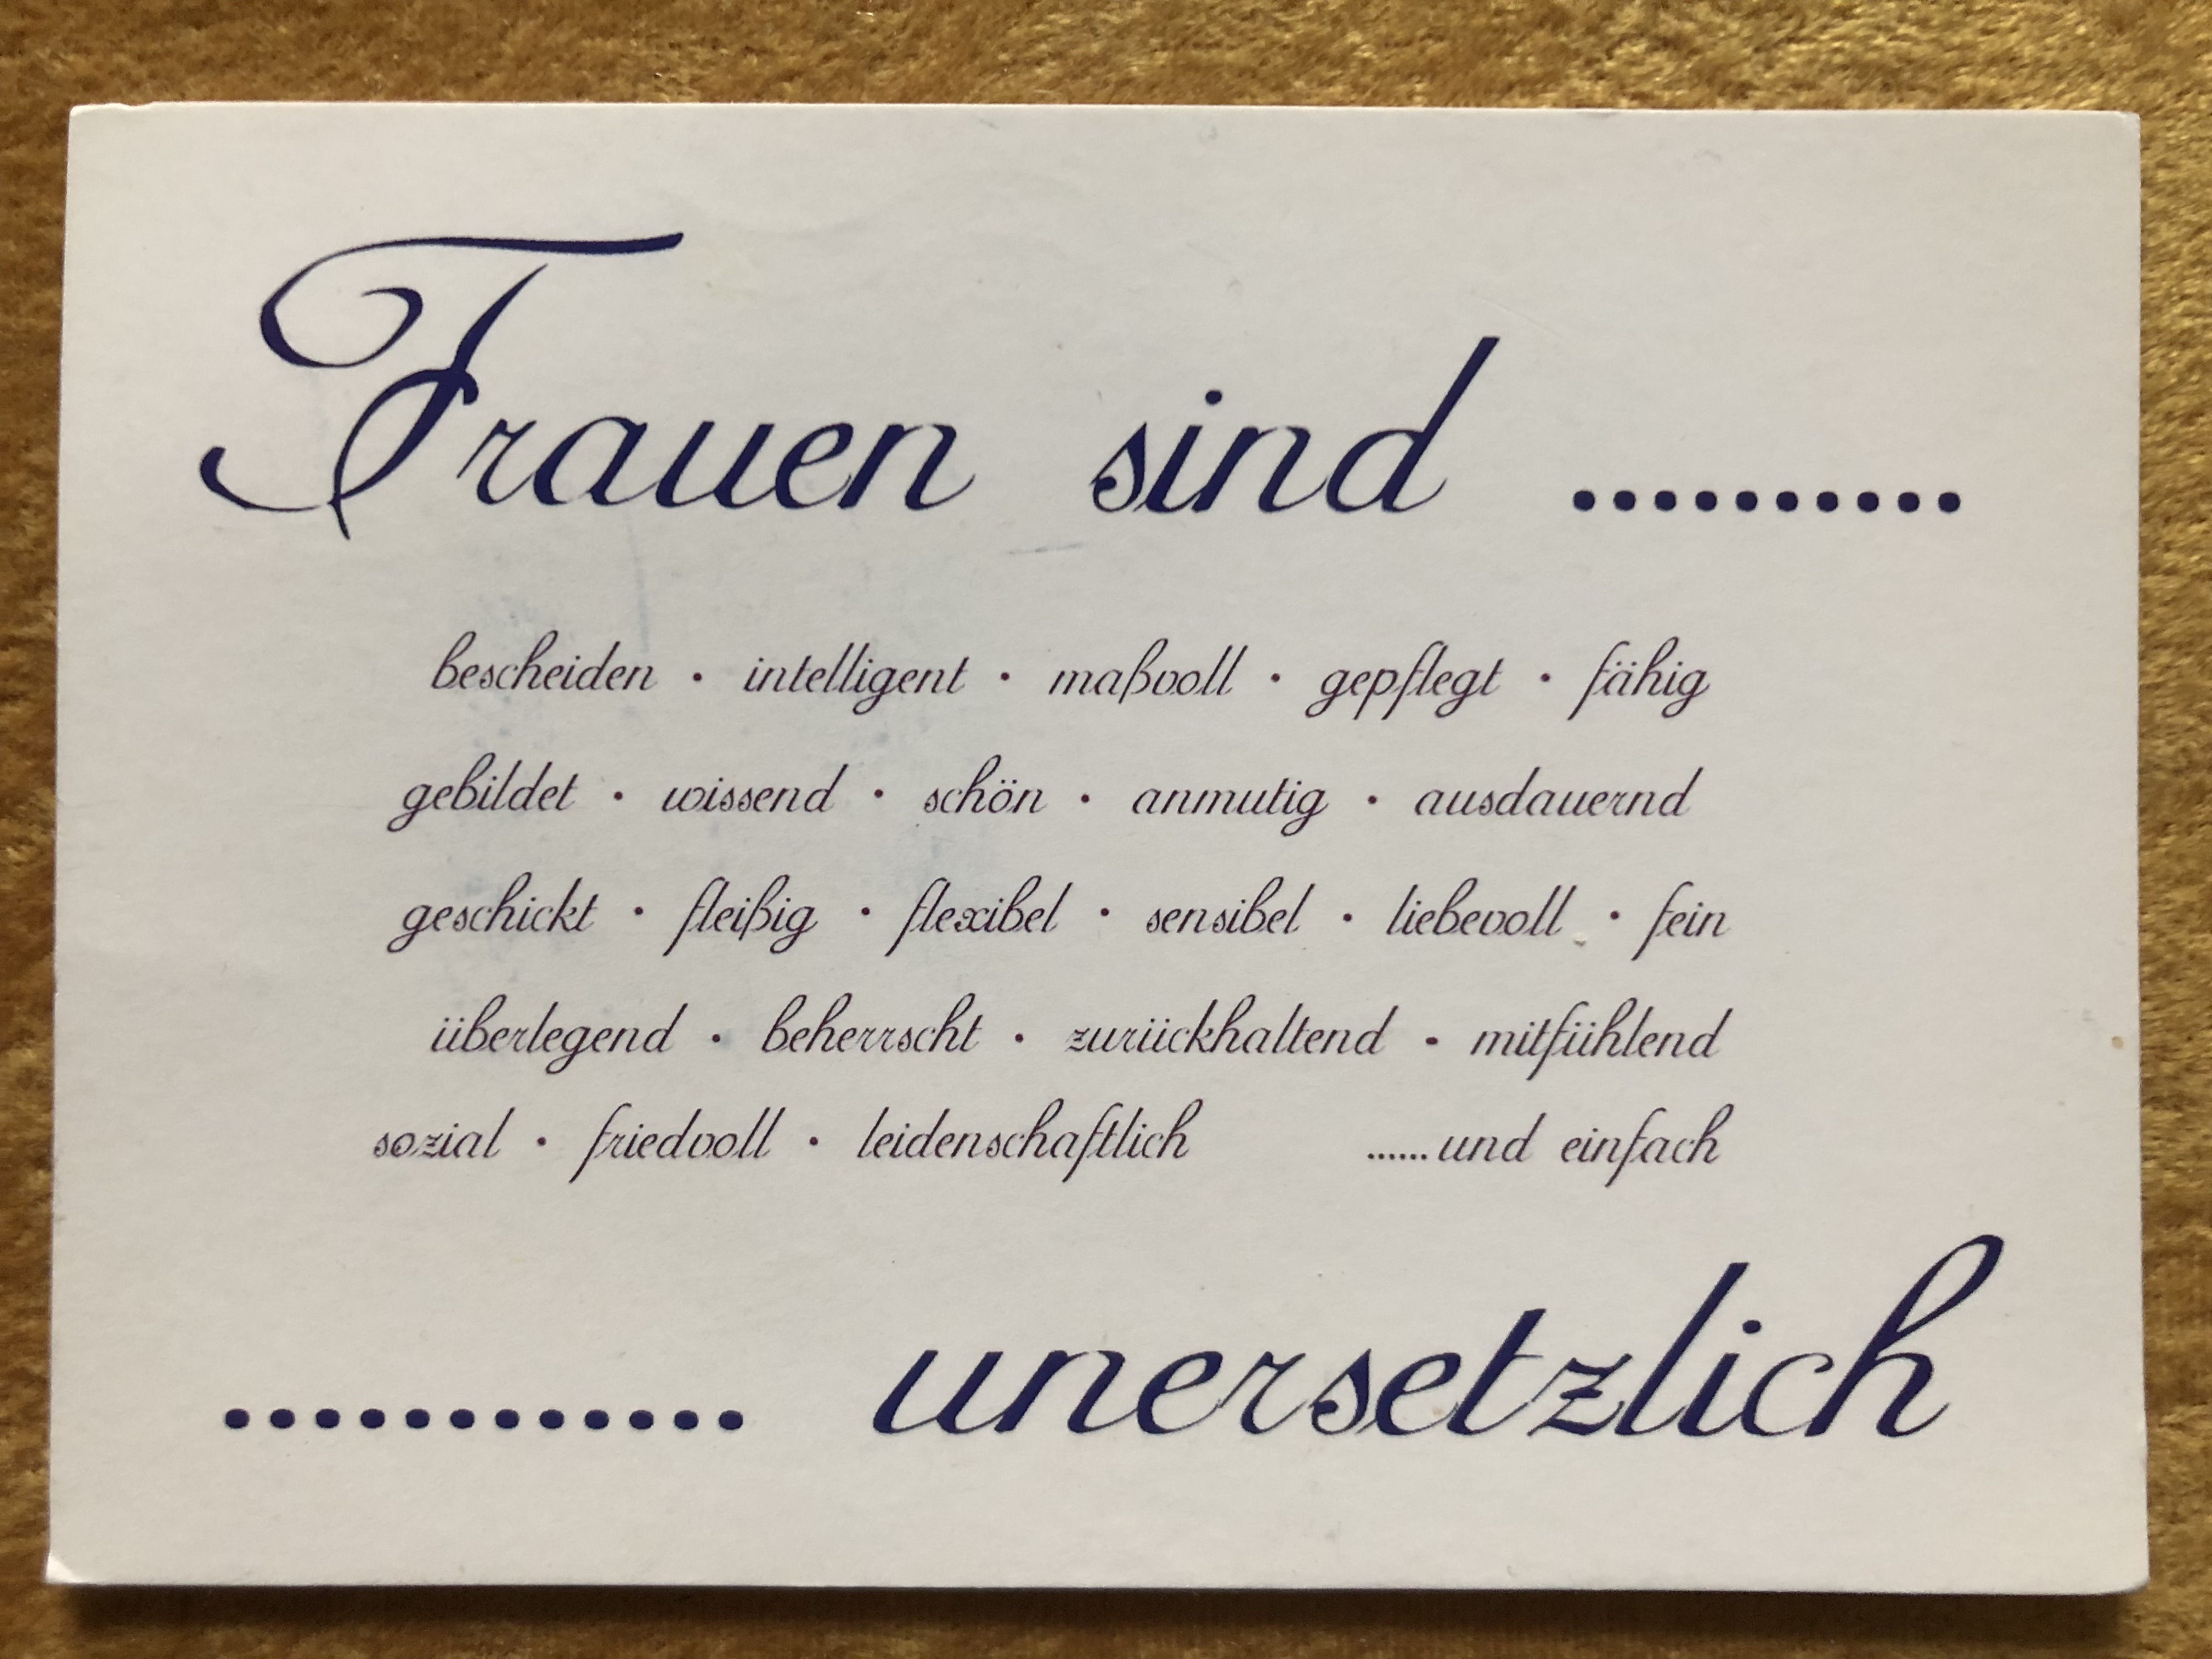 Frauen sind ..........
bescheiden · intelligent · maßvoll · gepflegt · fähig
gebildet · wissend · schön · anmutig · ausdauernd
geschickt · fleißig · flexibel · sensibel · liebevoll · fein
überlegend · beherrscht · zurückhaltend · mitfühlend
sozial · friedvoll · leidenschaftlich ......und einfach
............ unersetzlich